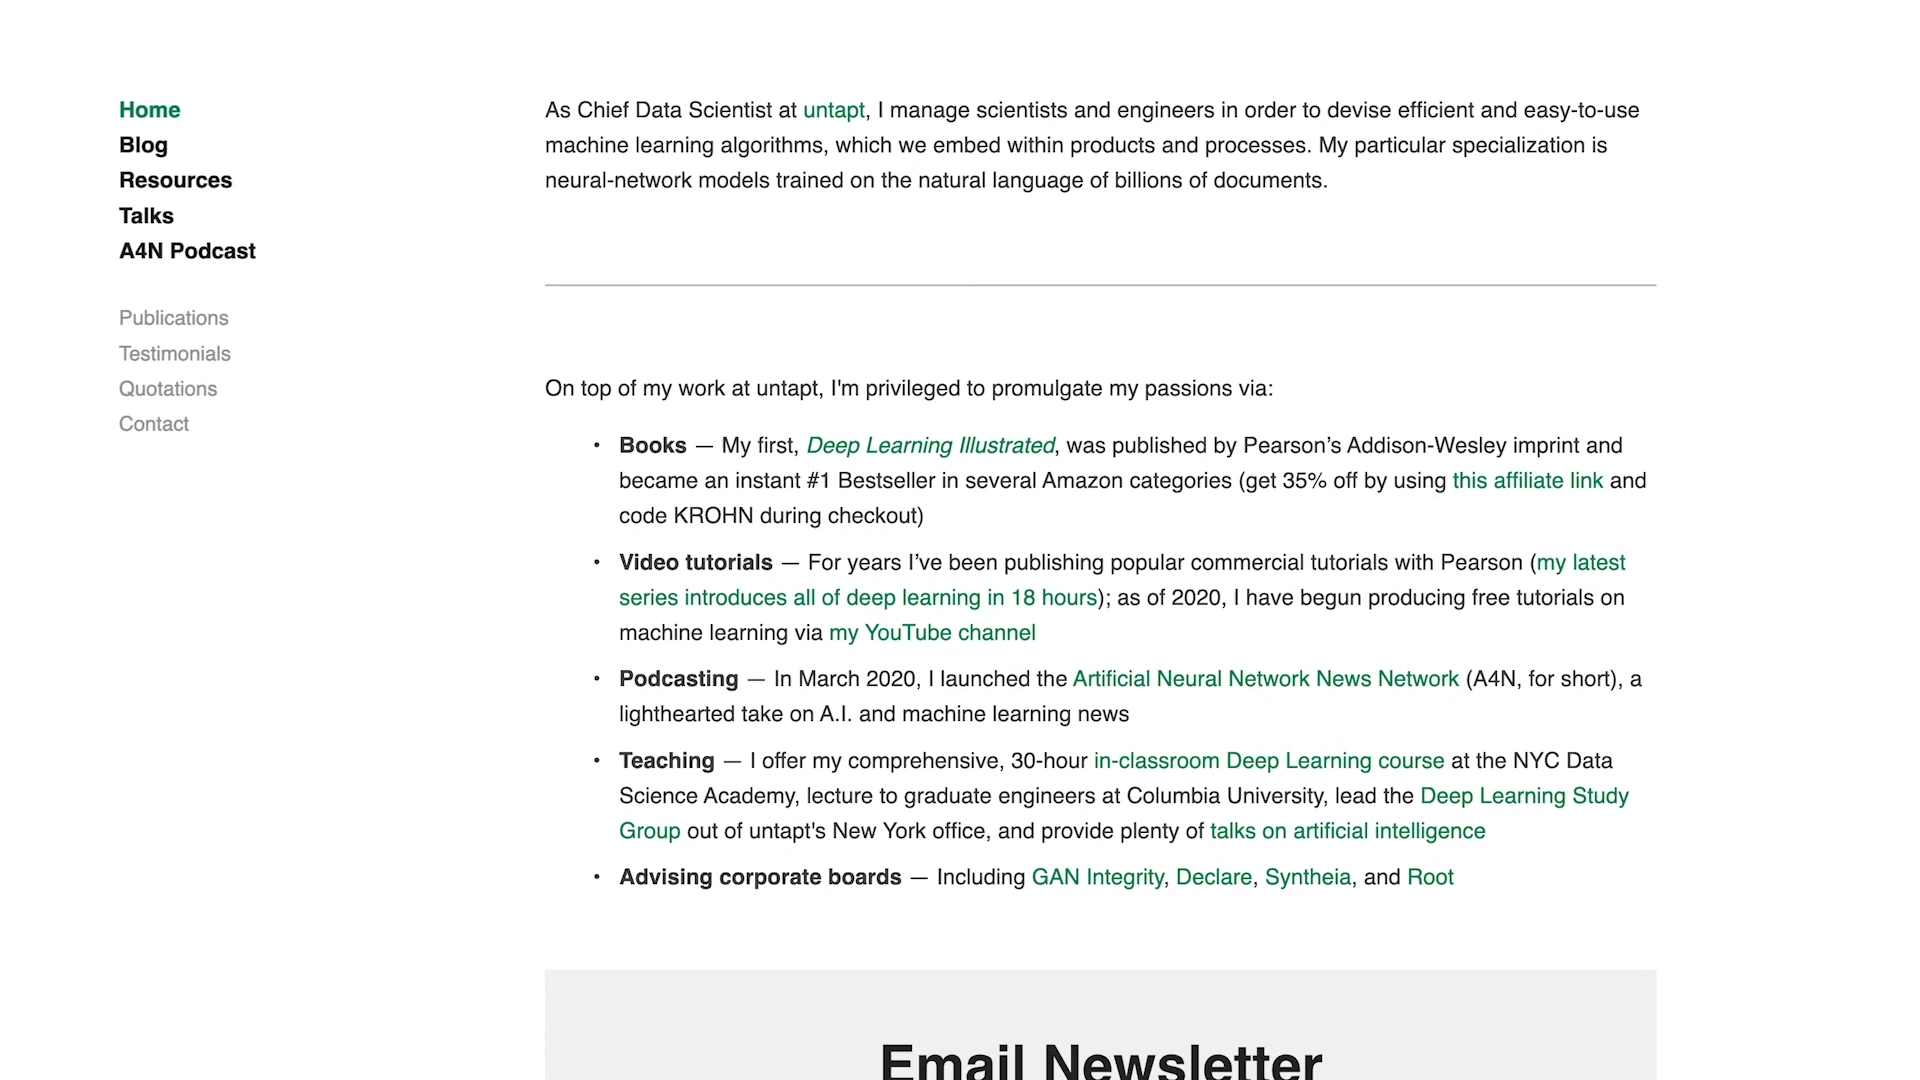 Home
Blog
Resources
Talks
A4N Podcast
Publications
Testimonials
Quotations
Contact
As Chief Data Scientist at untapt, I manage scientists and engineers in order to devise efficient and easy-to-use
machine learning algorithms, which we embed within products and processes. My particular specialization is
neural-network models trained on the natural language of billions of documents.
On top of my work at untapt, I'm privileged to promulgate my passions via:
• Books — My first, Deep Learning Illustrated, was published by Pearson’s Addison-Wesley imprint and
became an instant #1 Bestseller in several Amazon categories (get 35% off by using this affiliate link and
code KROHN during checkout)
• Video tutorials — For years I’ve been publishing popular commercial tutorials with Pearson (my latest
series introduces all of deep learning in 18 hours); as of 2020, I have begun producing free tutorials on
machine learning via my YouTube channel
• Podcasting — In March 2020, I launched the Artificial Neural Network News Network (A4N, for short), a
lighthearted take on A.I. and machine learning news
• Teaching — I offer my comprehensive, 30-hour in-classroom Deep Learning course at the NYC Data
Science Academy, lecture to graduate engineers at Columbia University, lead the Deep Learning Study
Group out of untapt's New York office, and provide plenty of talks on artificial intelligence
• Advising corporate boards — Including GAN Integrity, Declare, Syntheia, and Root
Email Newsletter